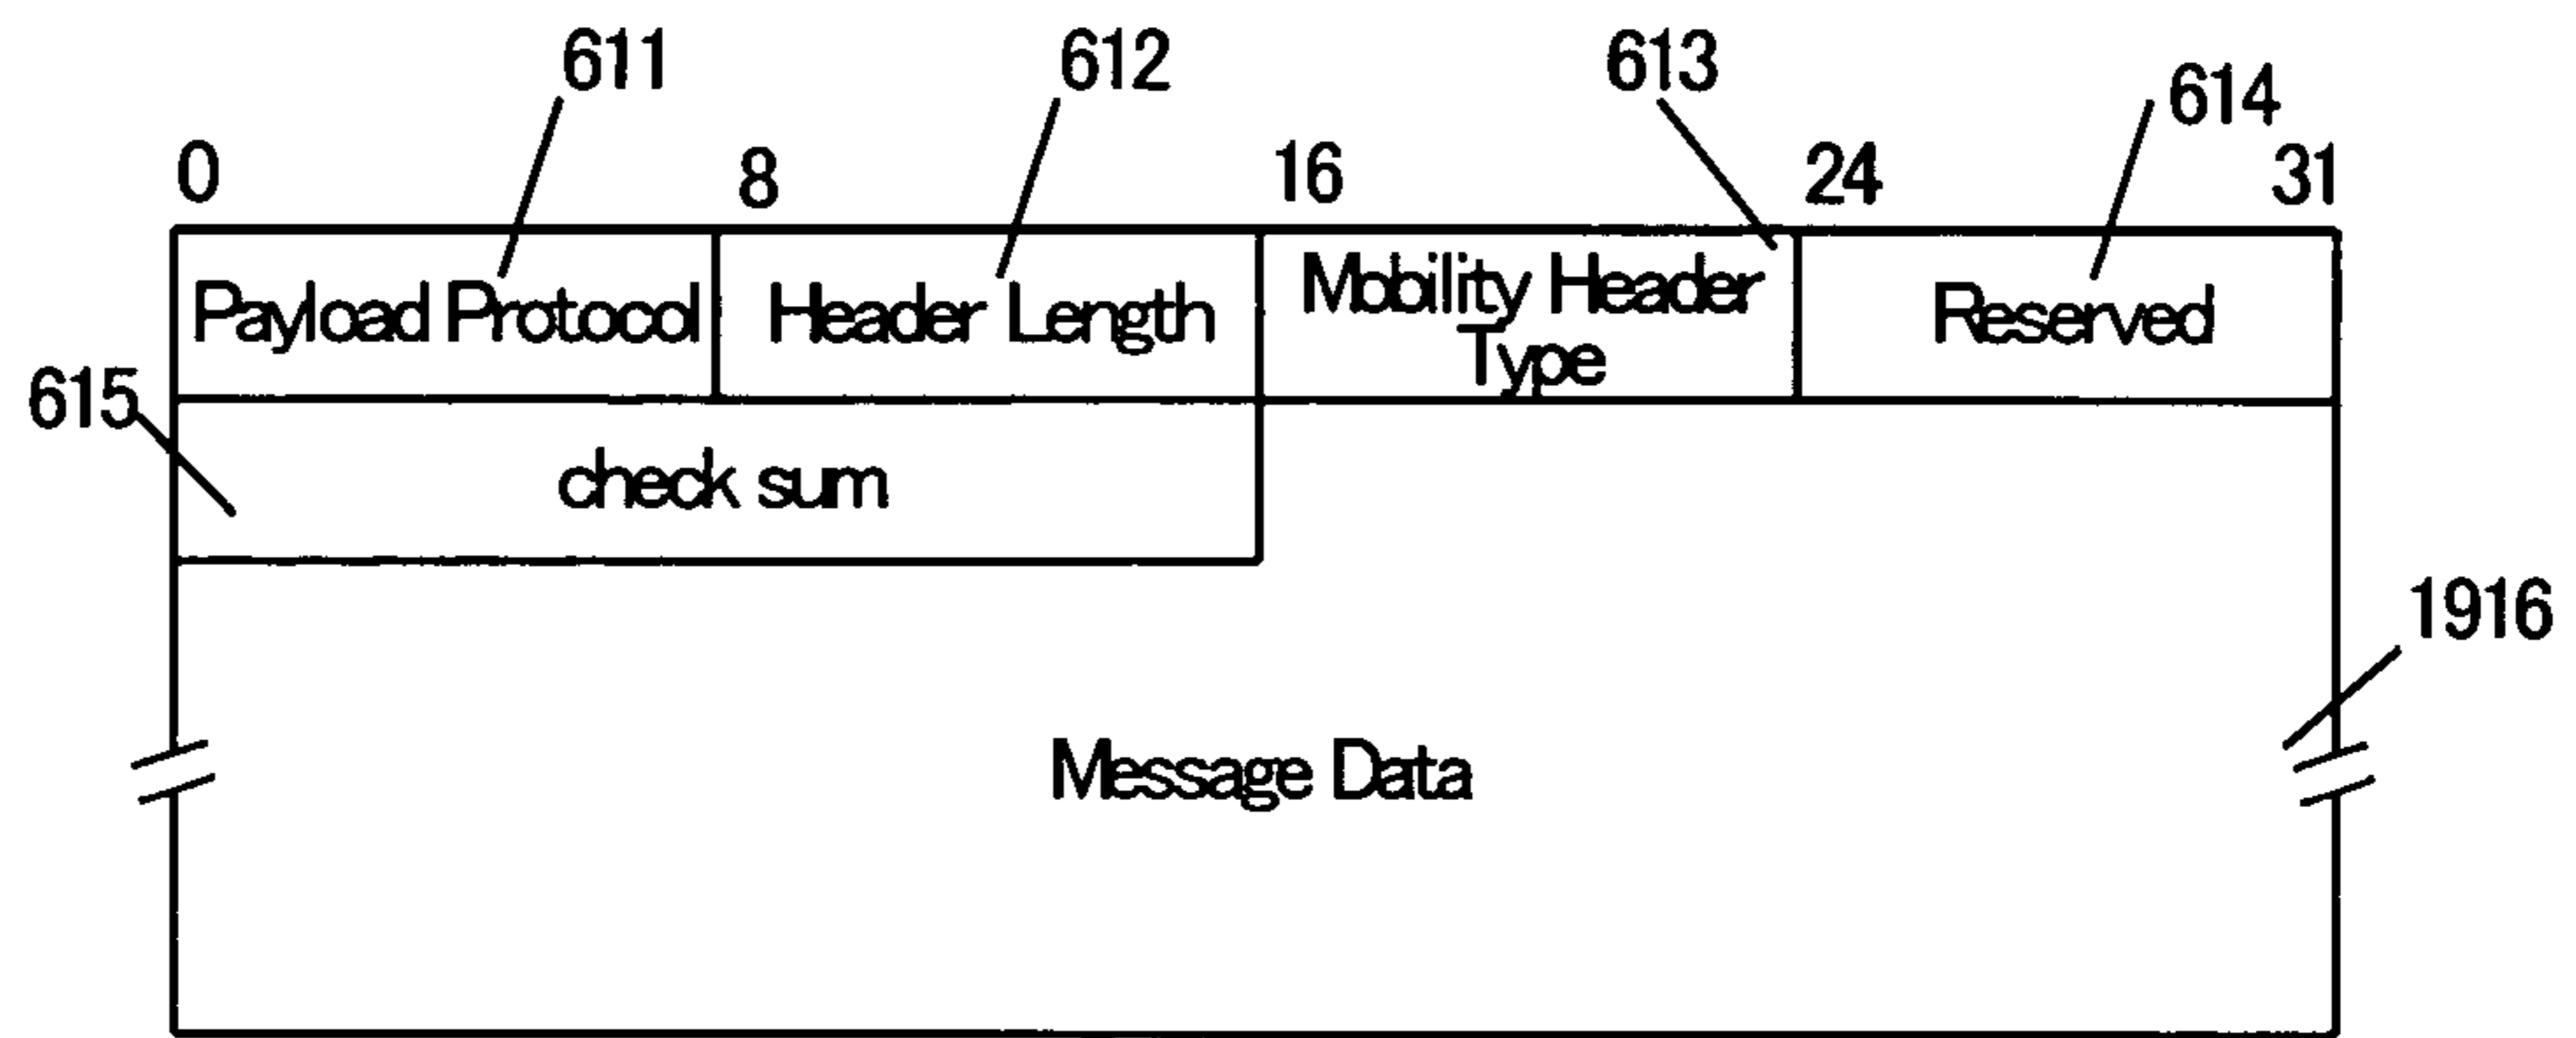 611 612 613 614
0 8 16 24 31
Payload Protocol Header Length Mobility Header Type Reserved
615
check sum
1916
Message Data